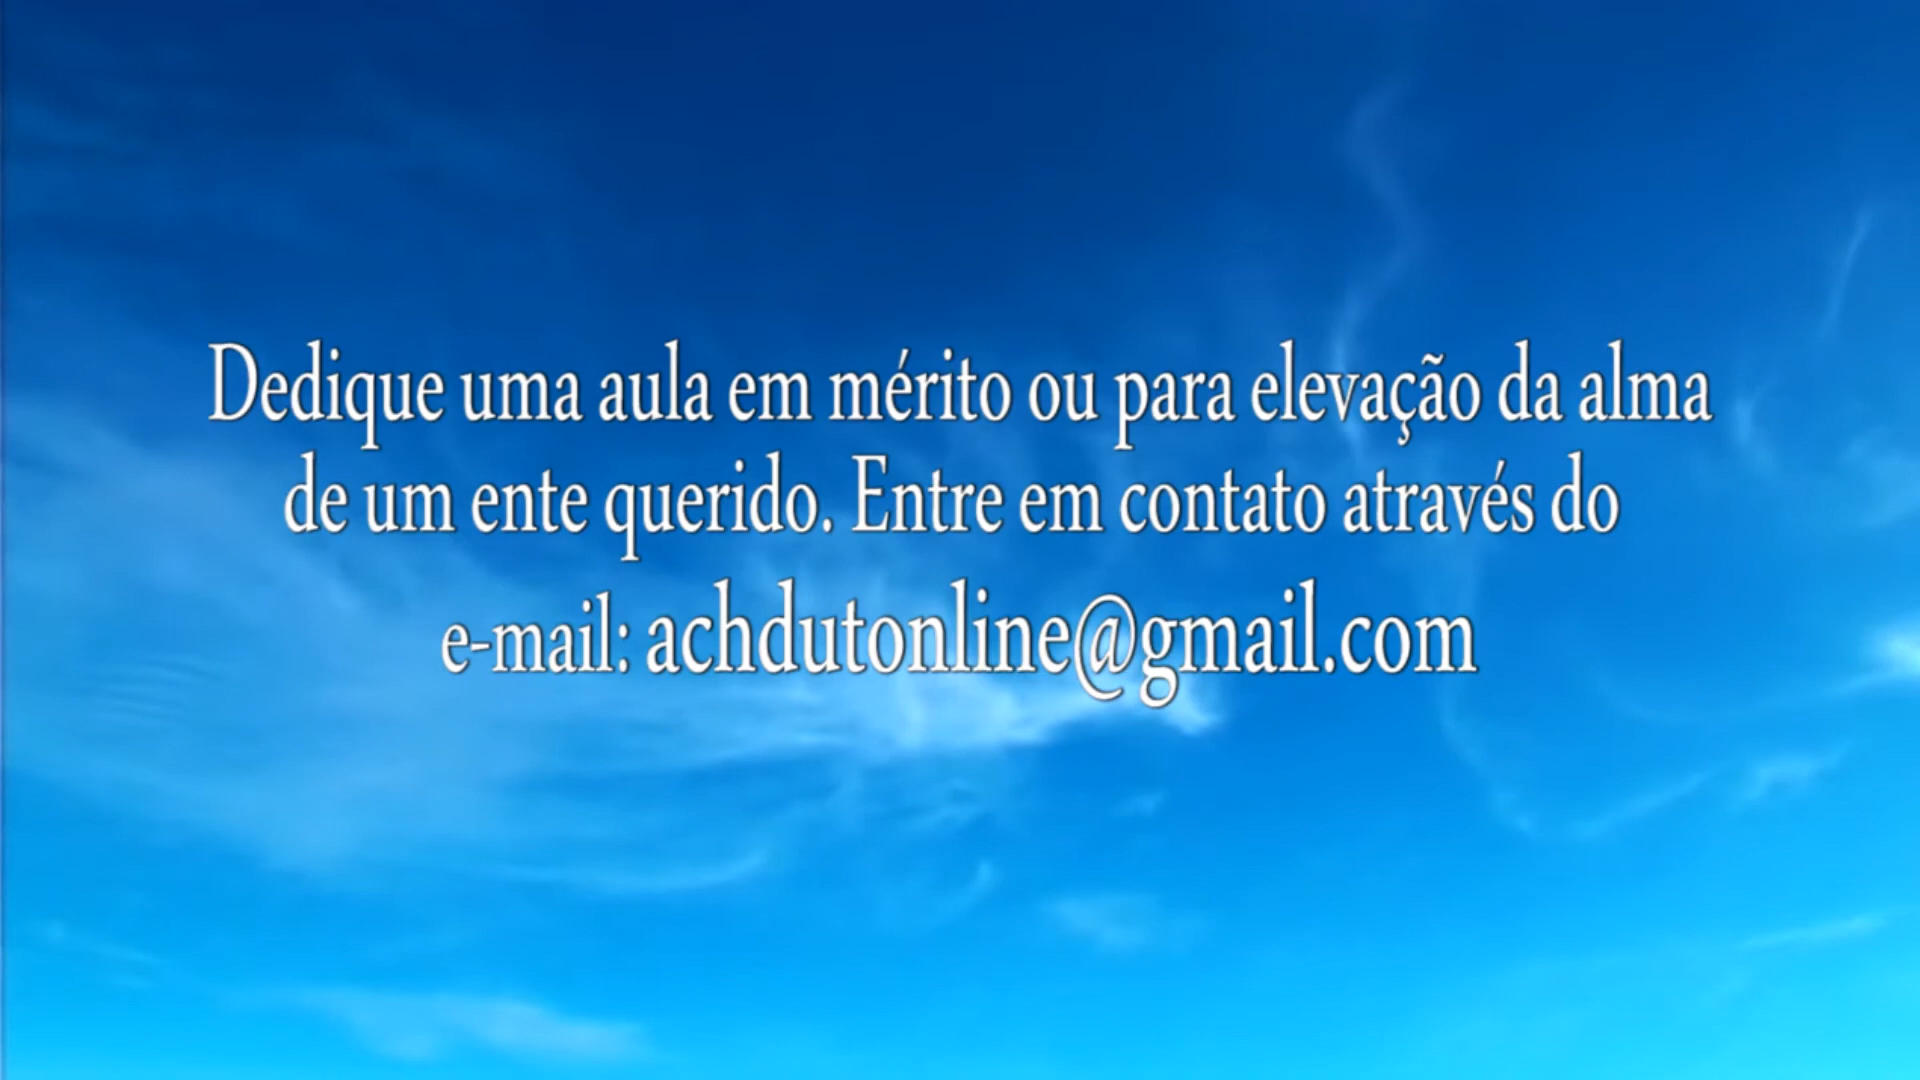 Dedique uma aula em mérito ou para elevação da alma
de um ente querido. Entre em contato através do
e-mail: achdutonline@gmail.com